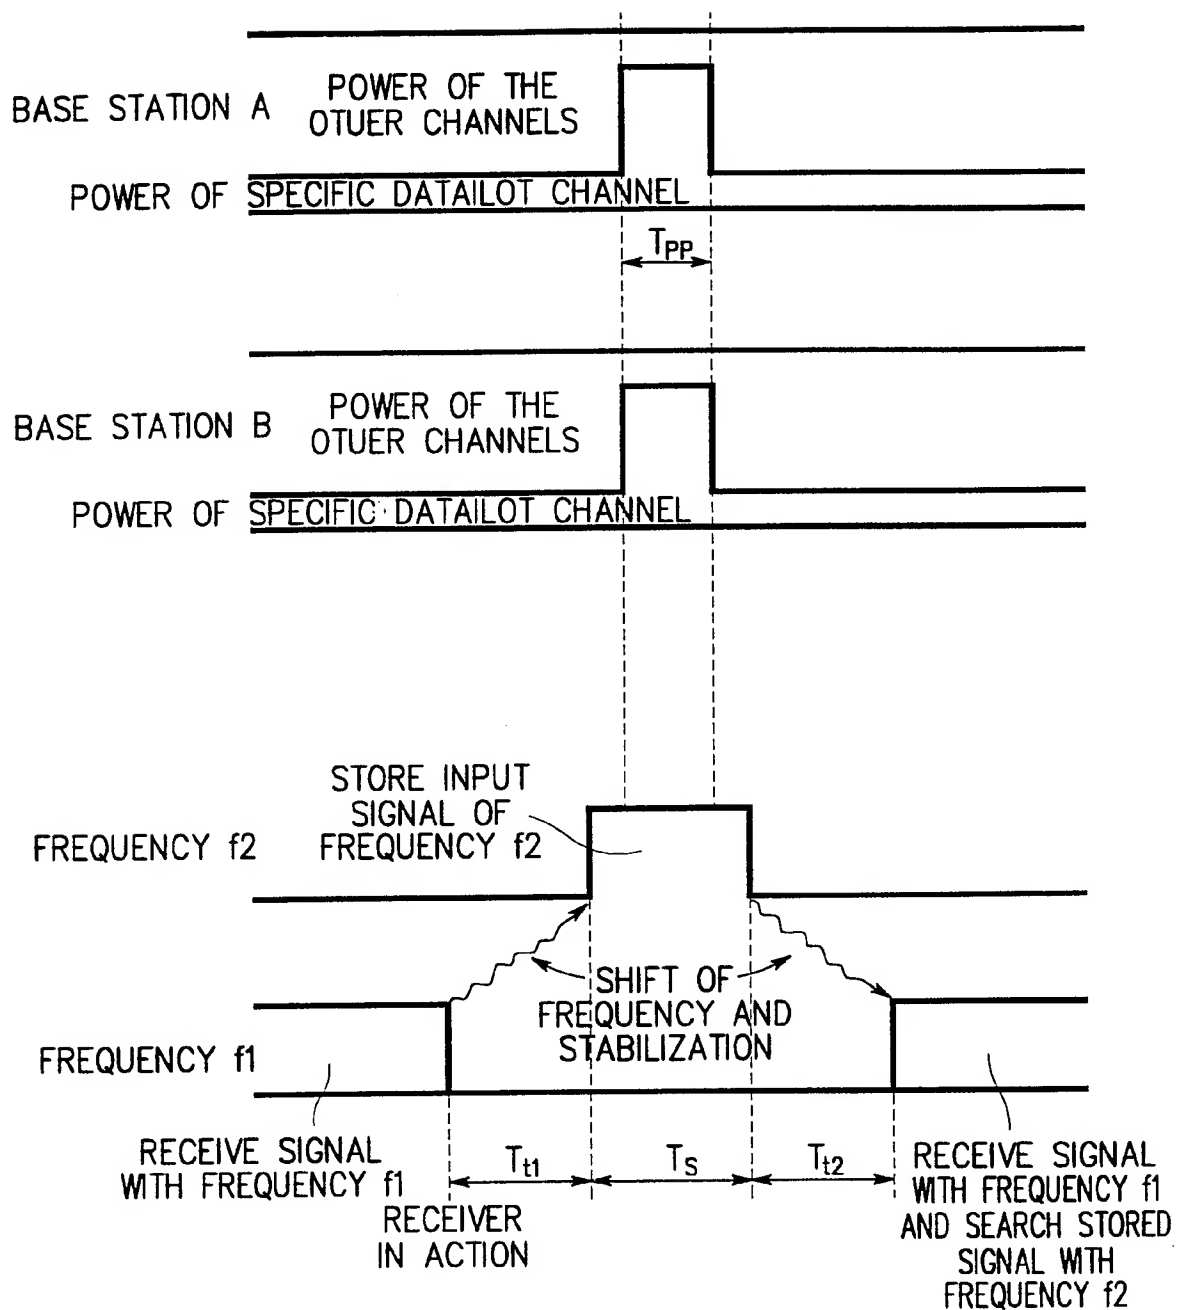 BASE STATION A
POWER OF THE
OTUER CHANNELS
POWER OF SPECIFIC DATAILOT CHANNEL
TPP
BASE STATION B
POWER OF THE
OTUER CHANNELS
POWER OF SPECIFIC DATAILOT CHANNEL
STORE INPUT
SIGNAL OF
FREQUENCY f2
FREQUENCY f2
SHIFT OF
FREQUENCY AND
STABILIZATION
FREQUENCY f1
RECEIVE SIGNAL
WITH FREQUENCY f1
Tt1
TS
Tt2
RECEIVER
IN ACTION
RECEIVE SIGNAL
WITH FREQUENCY f1
AND SEARCH STORED
SIGNAL WITH
FREQUENCY f2